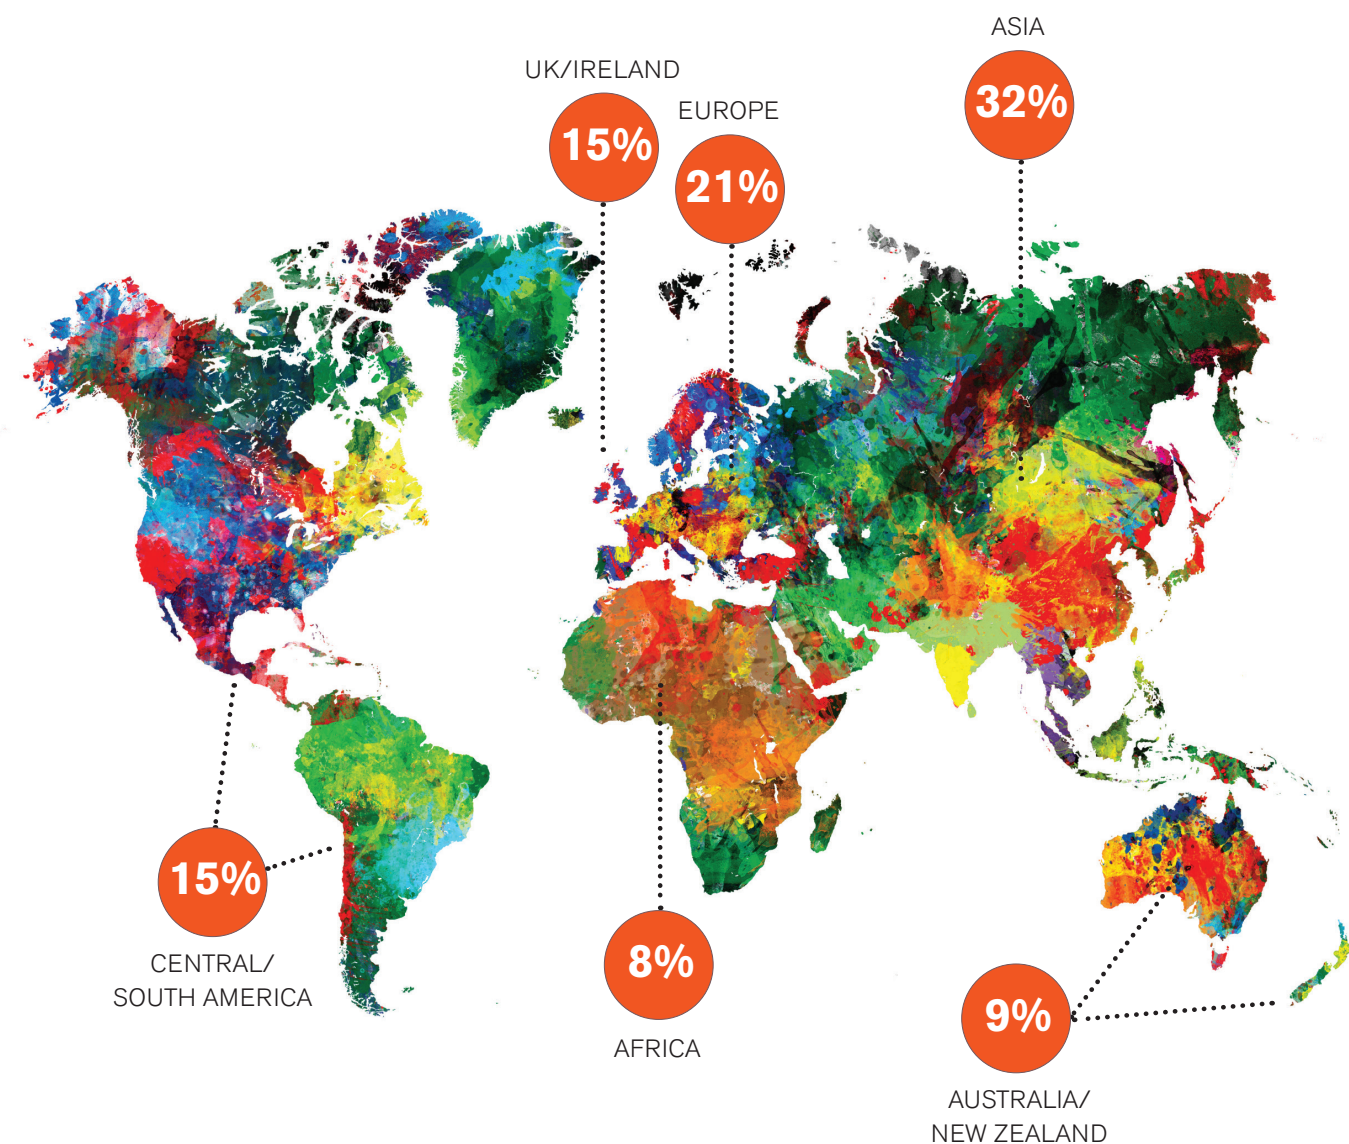 ASIA
32%
UK/IRELAND
15%
EUROPE
21%
15%
CENTRAL/
SOUTH AMERICA
8%
AFRICA
9%
AUSTRALIA/
NEW ZEALAND